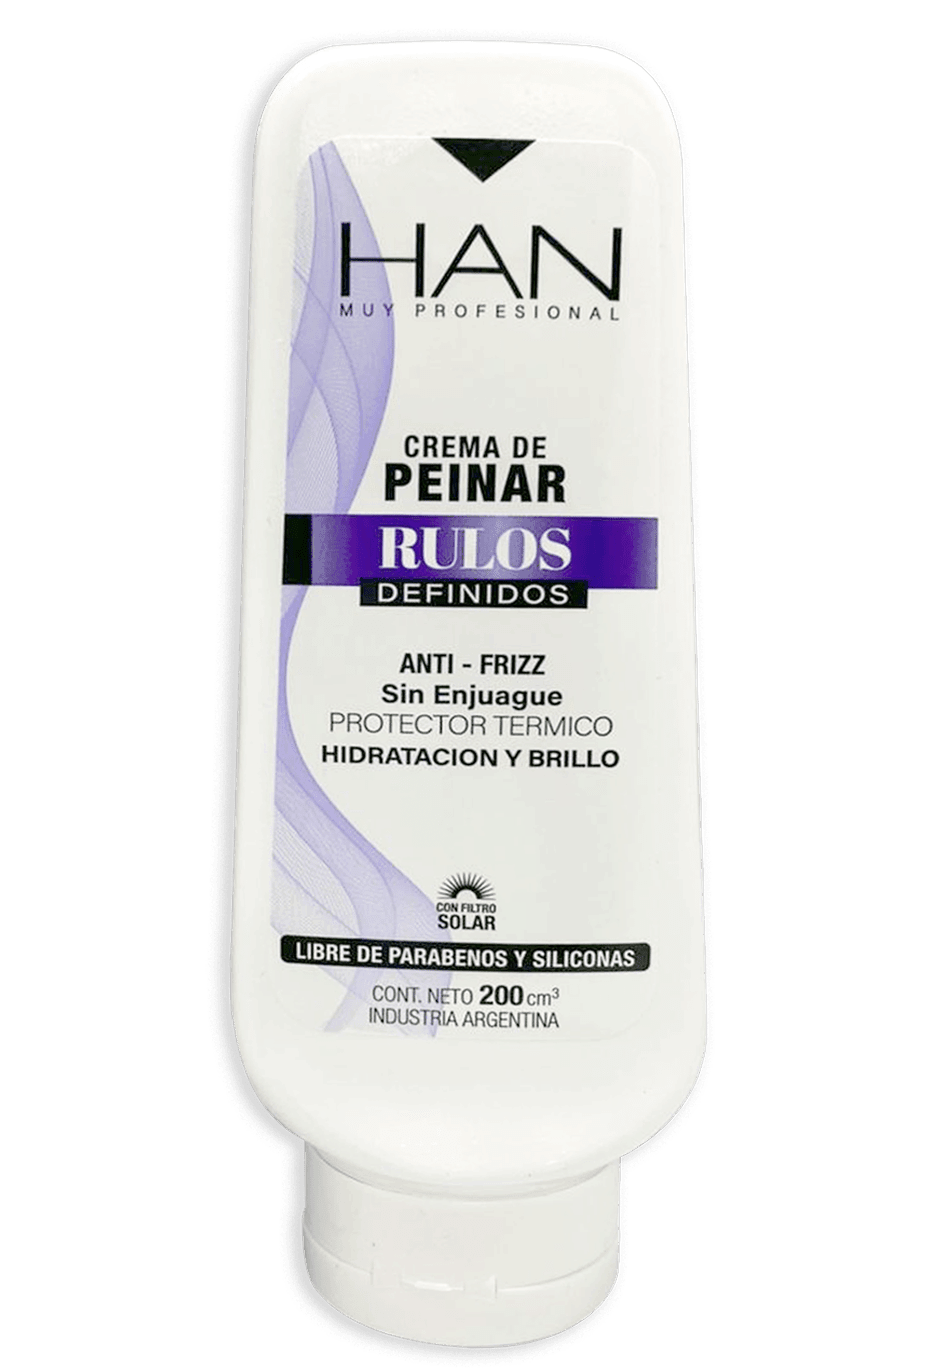 HAN
MUY PROFESIONAL
CREMA DE
PEINAR
RULOS
DEFINIDOS
ANTI - FRIZZ
Sin Enjuague
PROTECTOR TERMICO
HIDRATACION Y BRILLO
CON FILTRO
SOLAR
LIBRE DE PARABENOS Y SILICONAS
CONT. NETO 200 cm³
INDUSTRIA ARGENTINA